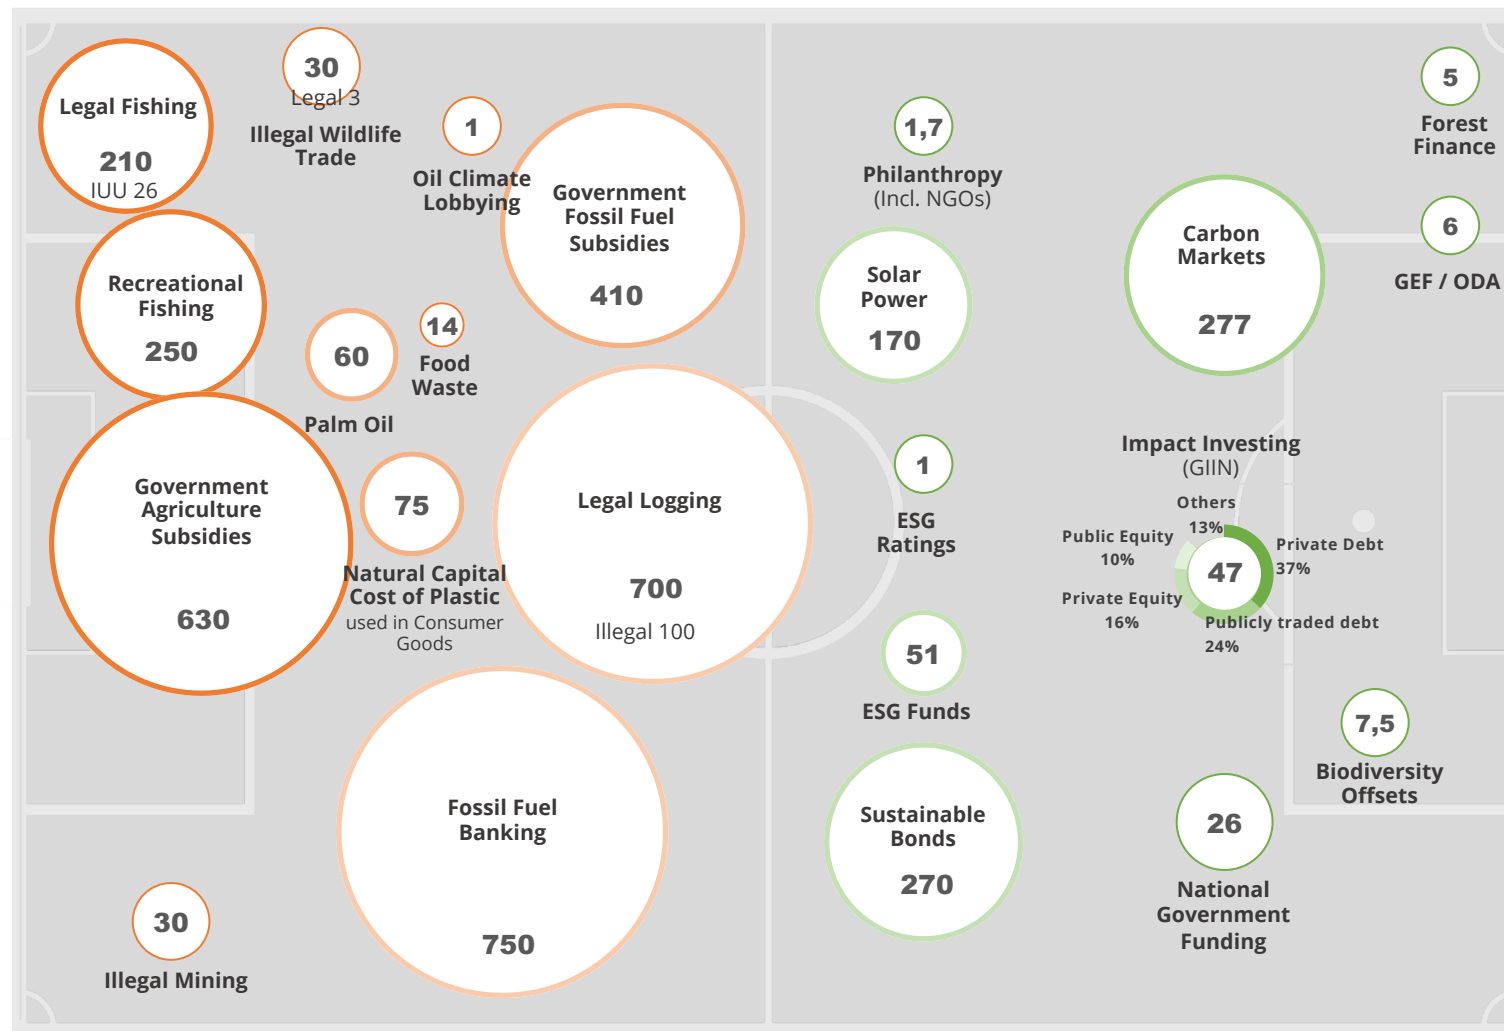 Legal Fishing
210
IUU 26
30
Legal 3
Illegal Wildlife
Trade
1
Oil Climate
Lobbying
Government
Fossil Fuel
Subsidies
410
Recreational
Fishing
250
60
Palm Oil
14
Food
Waste
Government
Agriculture
Subsidies
630
75
Natural Capital
Cost of Plastic
used in Consumer
Goods
Legal Logging
700
Illegal 100
Fossil Fuel
Banking
750
30
Illegal Mining
1,7
Philanthropy
(Incl. NGOs)
Solar
Power
170
1
ESG
Ratings
51
ESG Funds
Sustainable
Bonds
270
5
Forest
Finance
6
GEF / ODA
Carbon
Markets
277
Impact Investing
(GIIN)
Others
13%
Public Equity
10%
Private Debt
37%
47
Private Equity
16%
Publicly traded debt
24%
7,5
Biodiversity
Offsets
26
National
Government
Funding